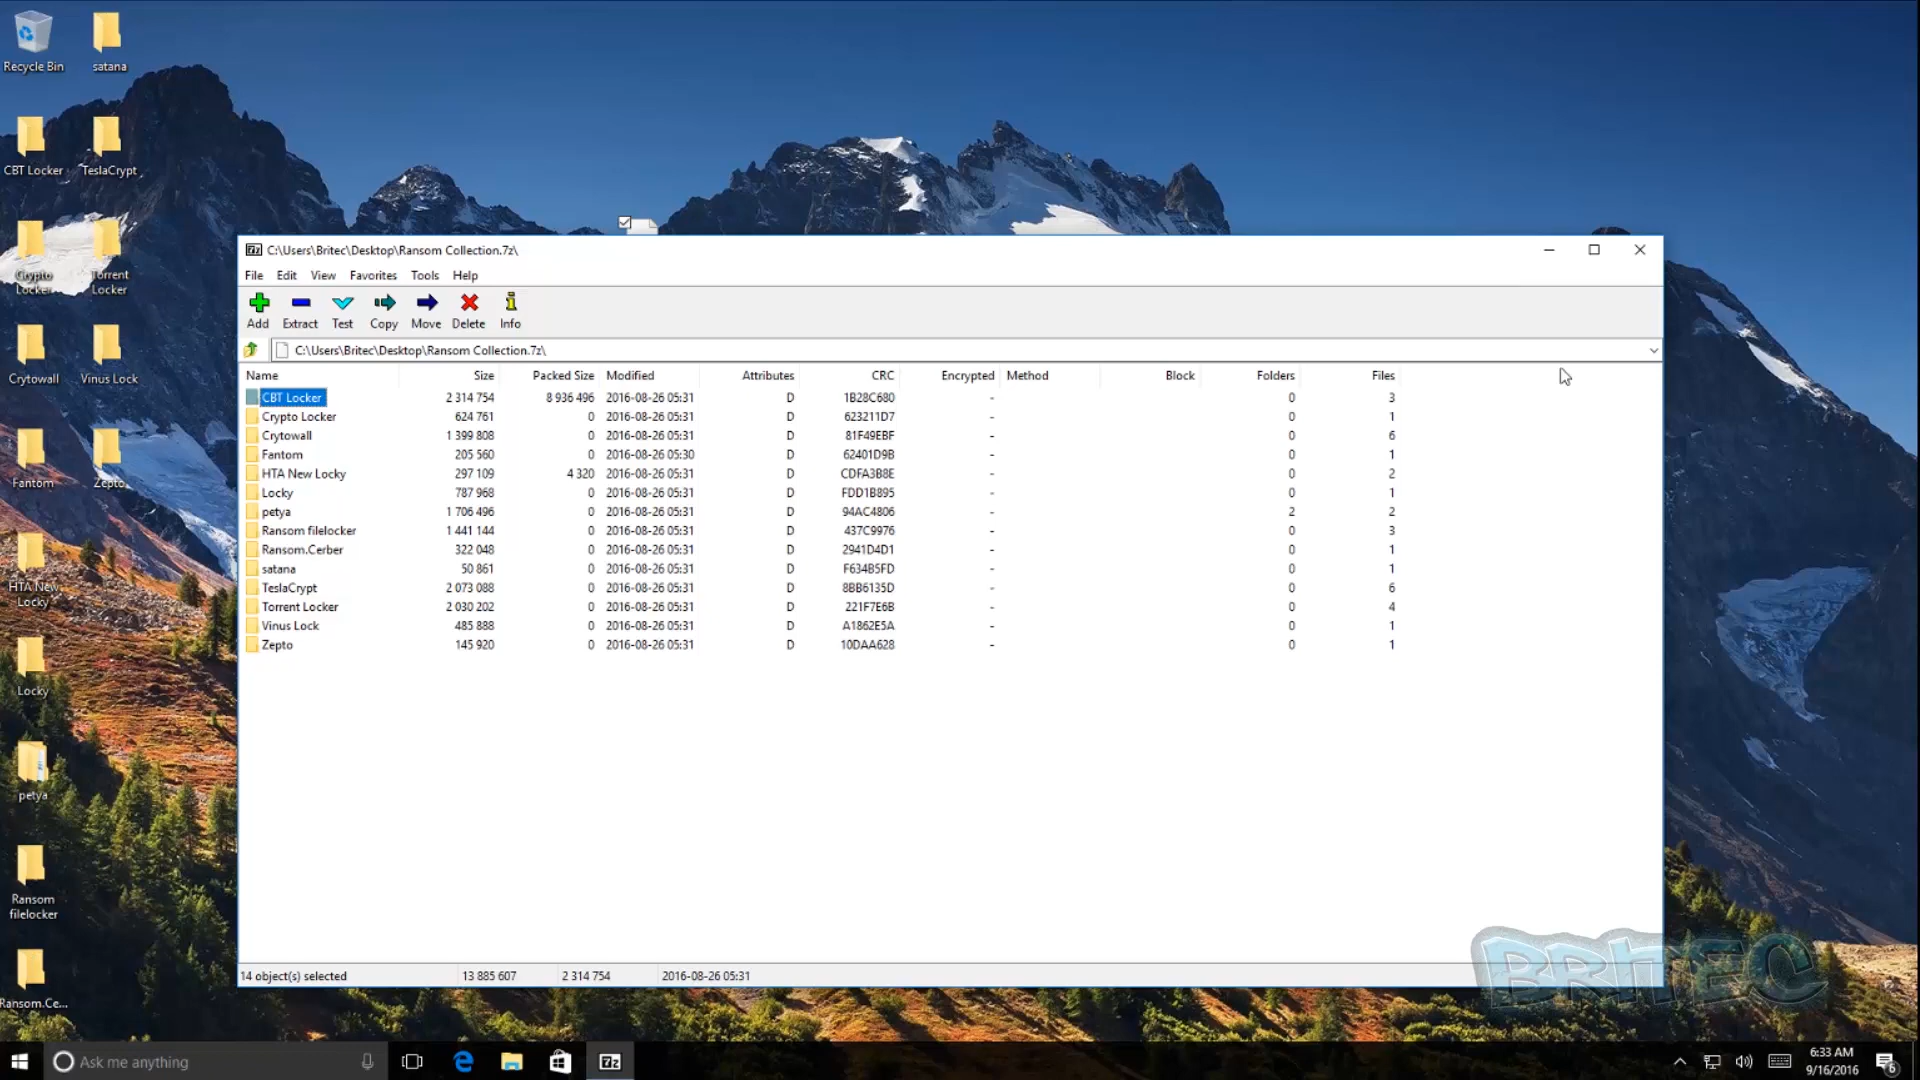 Recycle Bin
satana
CBT Locker
TeslaCrypt
Crypto Locker
Torrent Locker
Crytowall
Vinus Lock
Fantom
Zepto
HTA New Locky
Locky
petya
Ransom filelocker
Ransom.Ce...
C:\Users\Britec\Desktop\Ransom Collection.7z\
File Edit View Favorites Tools Help
Add Extract Test Copy Move Delete Info
C:\Users\Britec\Desktop\Ransom Collection.7z\
Name Size Packed Size Modified Attributes CRC Encrypted Method Block Folders Files
CBT Locker 2 314 754 8 936 496 2016-08-26 05:31 D 1B28C680 - 0 3
Crypto Locker 624 761 0 2016-08-26 05:31 D 623211D7 - 0 1
Crytowall 1 399 808 0 2016-08-26 05:31 D 81F49EBF - 0 6
Fantom 205 560 0 2016-08-26 05:30 D 62401D9B - 0 1
HTA New Locky 297 109 4 320 2016-08-26 05:31 D CDFA3B8E - 0 2
Locky 787 968 0 2016-08-26 05:31 D FDD1B895 - 0 1
petya 1 706 496 0 2016-08-26 05:31 D 94AC4806 - 2 2
Ransom filelocker 1 441 144 0 2016-08-26 05:31 D 437C9976 - 0 3
Ransom.Cerber 322 048 0 2016-08-26 05:31 D 2941D4D1 - 0 1
satana 50 861 0 2016-08-26 05:31 D F634B5FD - 0 1
TeslaCrypt 2 073 088 0 2016-08-26 05:31 D 8BB6135D - 0 6
Torrent Locker 2 030 202 0 2016-08-26 05:31 D 221F7E6B - 0 4
Vinus Lock 485 888 0 2016-08-26 05:31 D A1862E5A - 0 1
Zepto 145 920 0 2016-08-26 05:31 D 10DAA628 - 0 1
14 object(s) selected 13 885 607 2 314 754 2016-08-26 05:31
BRITEC
Ask me anything
7z
6:33 AM
9/16/2016
6